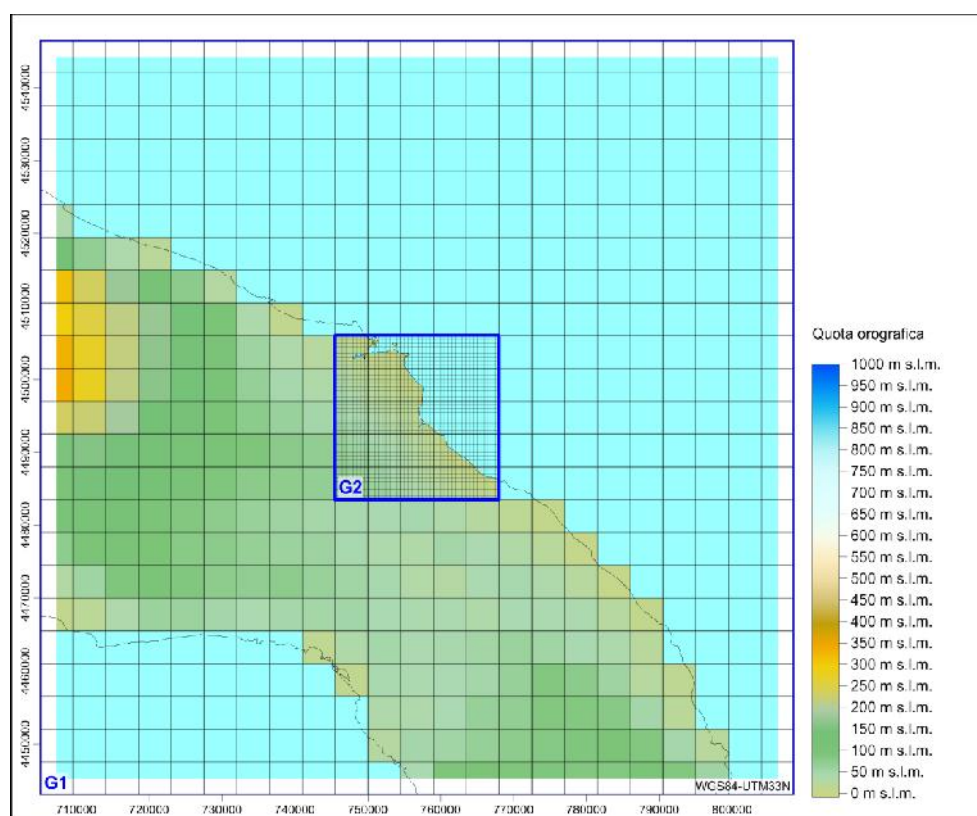 4540000
4530000
4520000
4510000
4500000
4490000
4480000
4470000
4460000
4450000
G2
G1
WGS84-UTM33N
710000 720000 730000 740000 750000 760000 770000 780000 790000 800000
Quota orografica
1000 m s.l.m.
950 m s.l.m.
900 m s.l.m.
850 m s.l.m.
800 m s.l.m.
750 m s.l.m.
700 m s.l.m.
650 m s.l.m.
600 m s.l.m.
550 m s.l.m.
500 m s.l.m.
450 m s.l.m.
400 m s.l.m.
350 m s.l.m.
300 m s.l.m.
250 m s.l.m.
200 m s.l.m.
150 m s.l.m.
100 m s.l.m.
50 m s.l.m.
0 m s.l.m.